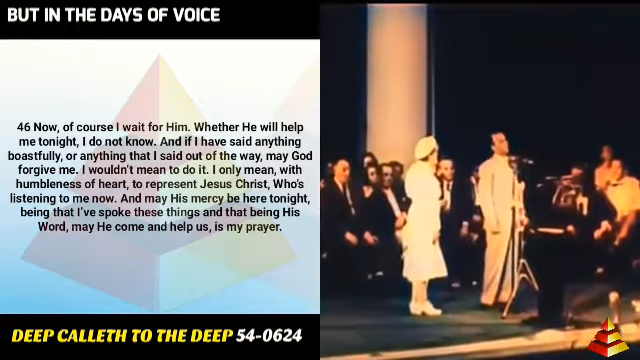 BUT IN THE DAYS OF VOICE
46 Now, of course I wait for Him. Whether He will help
me tonight, I do not know. And if I have said anything
boastfully, or anything that I said out of the way, may God
forgive me. I wouldn't mean to do it. I only mean, with
humbleness of heart, to represent Jesus Christ, Who's
listening to me now. And may His mercy be here tonight,
being that I've spoke these things and that being His
Word, may He come and help us, is my prayer.
DEEP CALLETH TO THE DEEP 54-0624